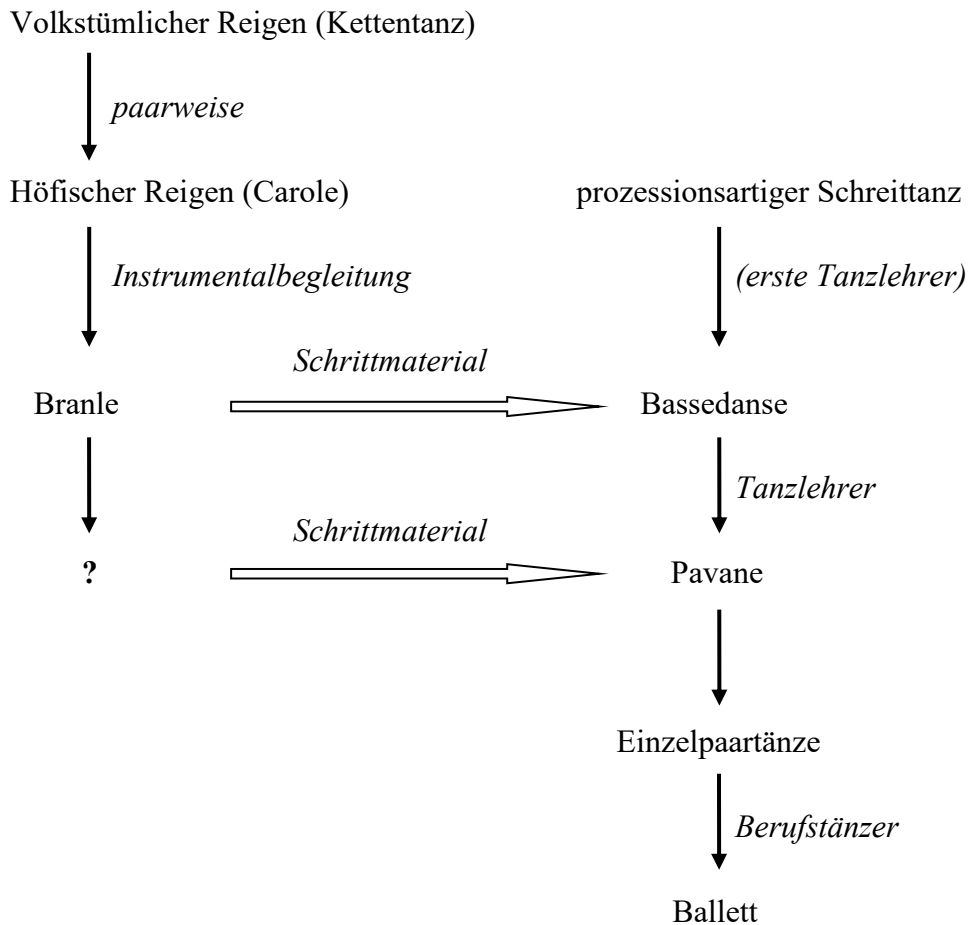 Volkstümlicher Reigen (Kettentanz)
paarweise
Höfischer Reigen (Carole)
prozessionsartiger Schreittanz
Instrumentalbegleitung
(erste Tanzlehrer)
Schrittmaterial
Branle
Bassedanse
Tanzlehrer
Schrittmaterial
?
Pavane
Einzelpaartänze
Berufstänzer
Ballett